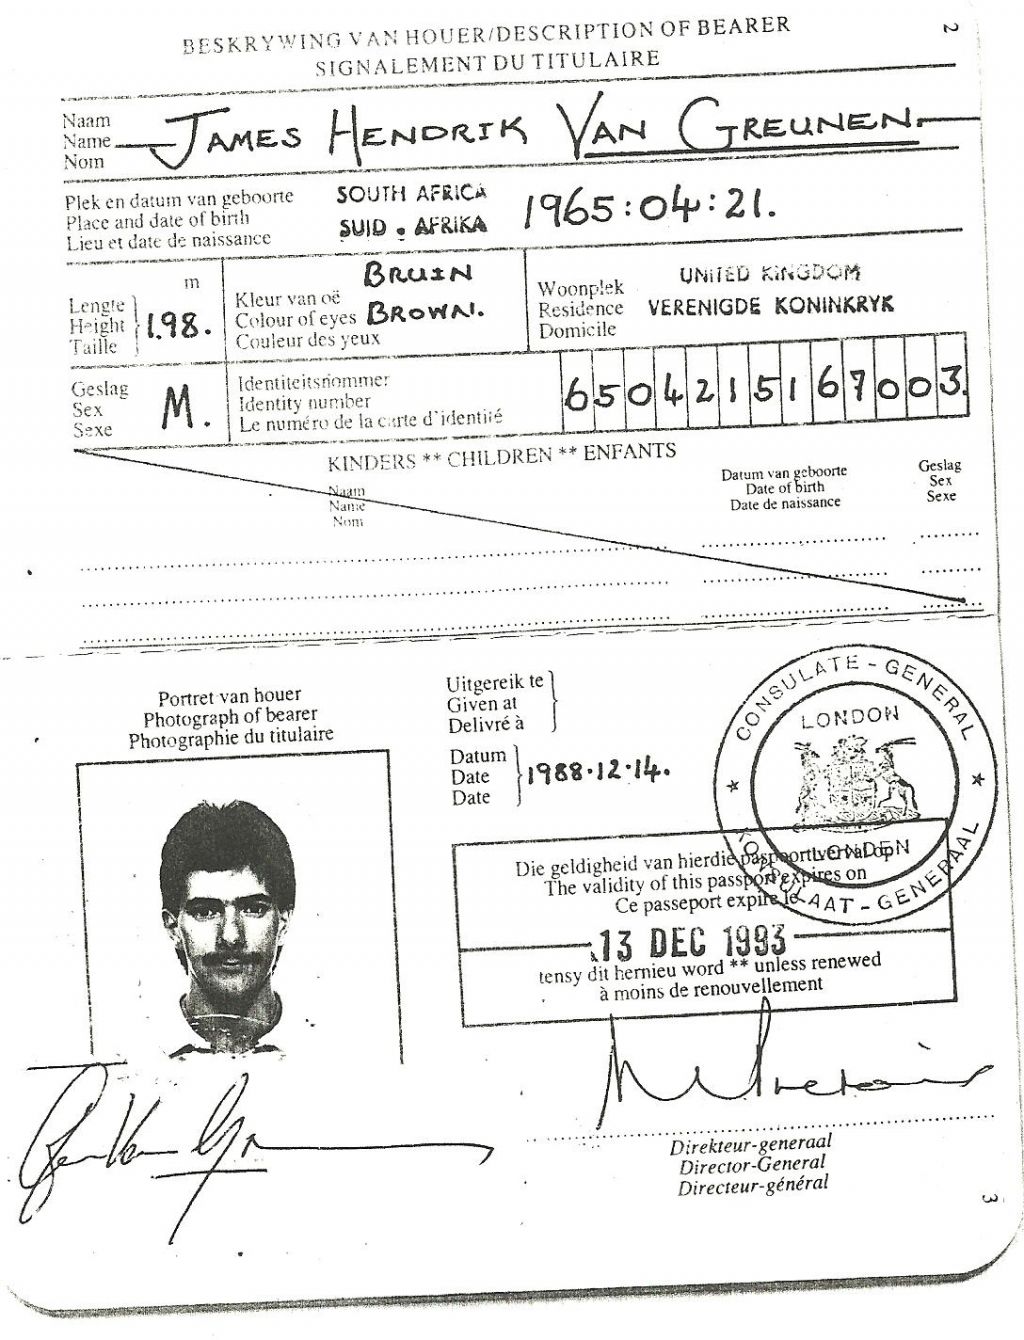 2
BESKRYWING VAN HOUER/DESCRIPTION OF BEARER
SIGNALEMENT DU TITULAIRE
Naam
Name
Nom
JAMES HENDRIK VAN GREUNEN
Plek en datum van geboorte
Place and date of birth
Lieu et date de naissance
SOUTH AFRICA
SUID. AFRIKA
1965:04:21.
Lengte
Height
Taille
m
1.98.
Kleur van oë
Colour of eyes
Couleur des yeux
BRUIN
BROWN.
Woonplek
Residence
Domicile
UNITED KINGDOM
VERENIGDE KONINKRYK
Geslag
Sex
Sexe
M.
Identiteitsnommer
Identity number
Le numéro de la carte d'identité
6504215167003.
KINDERS ** CHILDREN ** ENFANTS
Naam
Name
Nom
Datum van geboorte
Date of birth
Date de naissance
Geslag
Sex
Sexe
Portret van houer
Photograph of bearer
Photographie du titulaire
Uitgereik te
Given at
Delivré à
Datum
Date
Date
1988.12.14.
CONSULATE-GENERAL
LONDON
LONDEN
KONSULAAT-GENERAAL
Die geldigheid van hierdie paspoort verval op
The validity of this passport expires on
Ce passeport expire le
13 DEC 1993
tensy dit hernieu word ** unless renewed
à moins de renouvellement
Direkteur-generaal
Director-General
Directeur-général
3